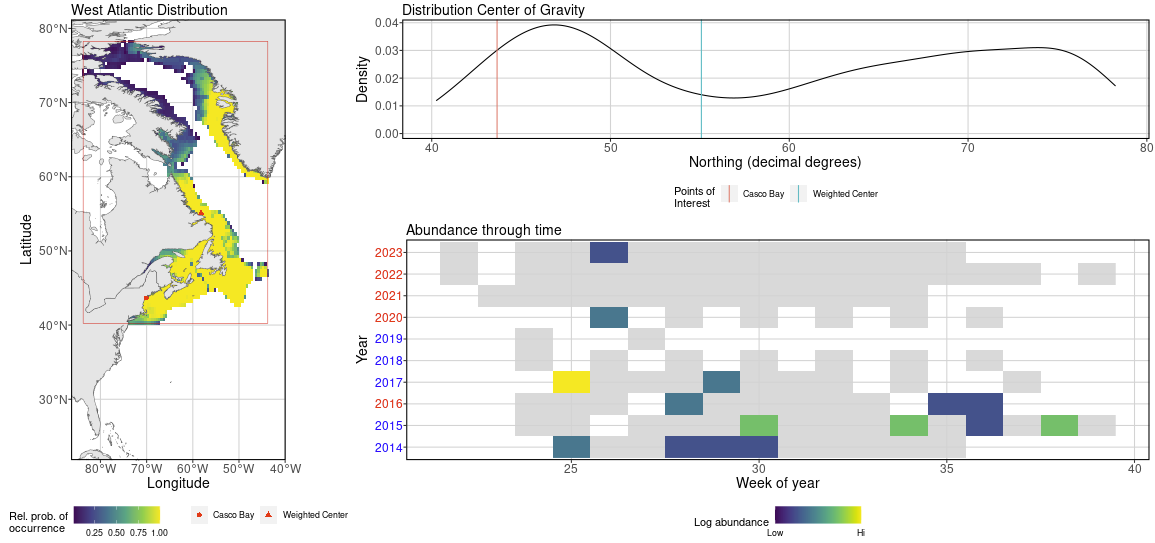 West Atlantic Distribution
80°N
70°N
60°N
50°N
40°N
30°N
Latitude
80°W 70°W 60°W 50°W 40°W
Longitude
Rel. prob. of
occurrence
0.25 0.50 0.75 1.00
Casco Bay
Weighted Center
Distribution Center of Gravity
0.04
0.03
0.02
0.01
0.00
Density
40 50 60 70 80
Northing (decimal degrees)
Points of
Interest
Casco Bay
Weighted Center
Abundance through time
2023
2022
2021
2020
2019
2018
2017
2016
2015
2014
Year
25 30 35 40
Week of year
Log abundance
Low Hi